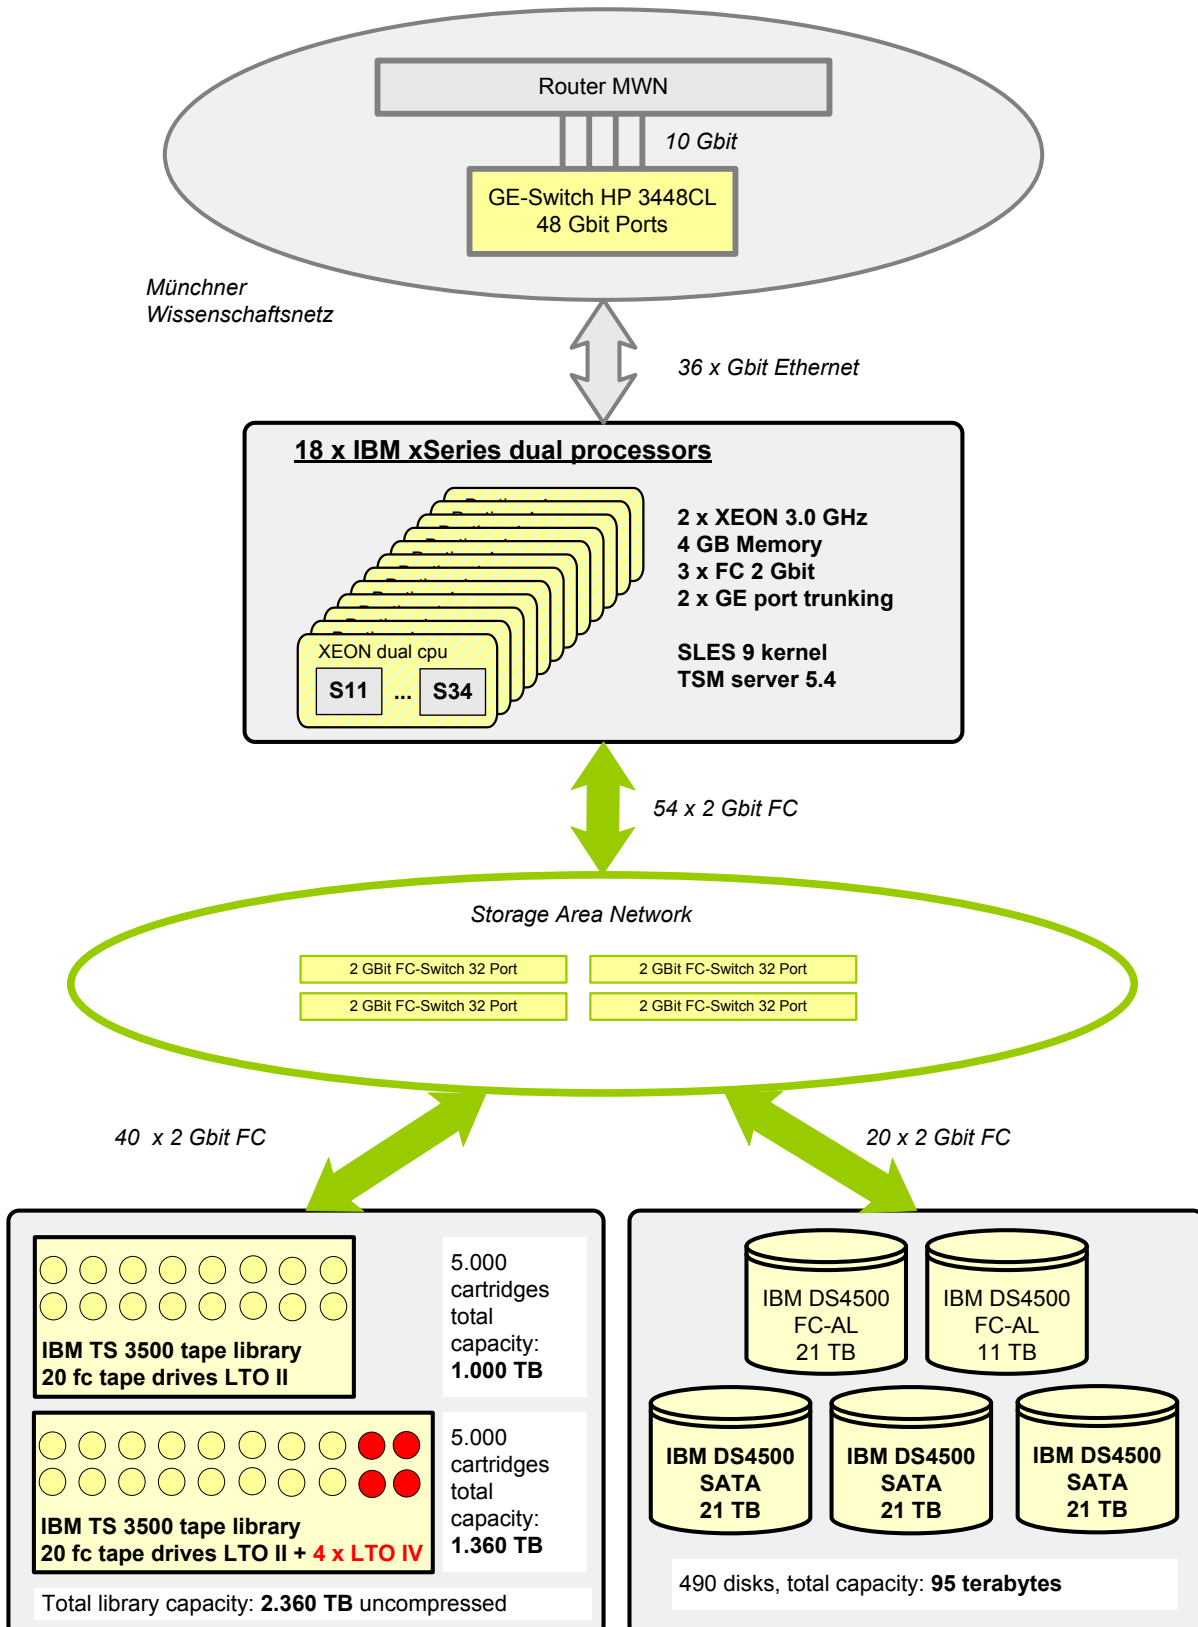 Router MWN
10 Gbit
GE-Switch HP 3448CL
48 Gbit Ports
Münchner
Wissenschaftsnetz
36 x Gbit Ethernet
18 x IBM xSeries dual processors
2 x XEON 3.0 GHz
4 GB Memory
3 x FC 2 Gbit
2 x GE port trunking
SLES 9 kernel
TSM server 5.4
XEON dual cpu
S11 ... S34
54 x 2 Gbit FC
Storage Area Network
2 GBit FC-Switch 32 Port
2 GBit FC-Switch 32 Port
2 GBit FC-Switch 32 Port
2 GBit FC-Switch 32 Port
40 x 2 Gbit FC
20 x 2 Gbit FC
IBM TS 3500 tape library
20 fc tape drives LTO II
5.000
cartridges
total
capacity:
1.000 TB
IBM TS 3500 tape library
20 fc tape drives LTO II + 4 x LTO IV
5.000
cartridges
total
capacity:
1.360 TB
Total library capacity: 2.360 TB uncompressed
IBM DS4500
FC-AL
21 TB
IBM DS4500
FC-AL
11 TB
IBM DS4500
SATA
21 TB
IBM DS4500
SATA
21 TB
IBM DS4500
SATA
21 TB
490 disks, total capacity: 95 terabytes